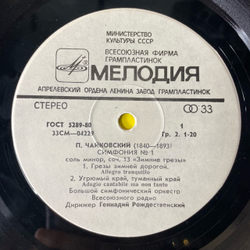 МИНИСТЕРСТВО
КУЛЬТУРЫ СССР
ВСЕСОЮЗНАЯ ФИРМА
ГРАМПЛАСТИНОК
МЕЛОДИЯ
АПРЕЛЕВСКИЙ ОРДЕНА ЛЕНИНА ЗАВОД ГРАМПЛАСТИНОК
СТЕРЕО 33
ГОСТ 5289-80 1
33СМ—04229 Гр. 2. 1-20
П. ЧАЙКОВСКИЙ (1840—1893)
СИМФОНИЯ № 1
соль минор, соч. 13 «Зимние грезы»
1. Грезы зимней дорогой.
Allegro tranquillo
2. Угрюмый край, туманный край
Adagio cantabile ma non tanto
Большой симфонический оркестр
Всесоюзного радио
Дирижер Геннадий Рождественский